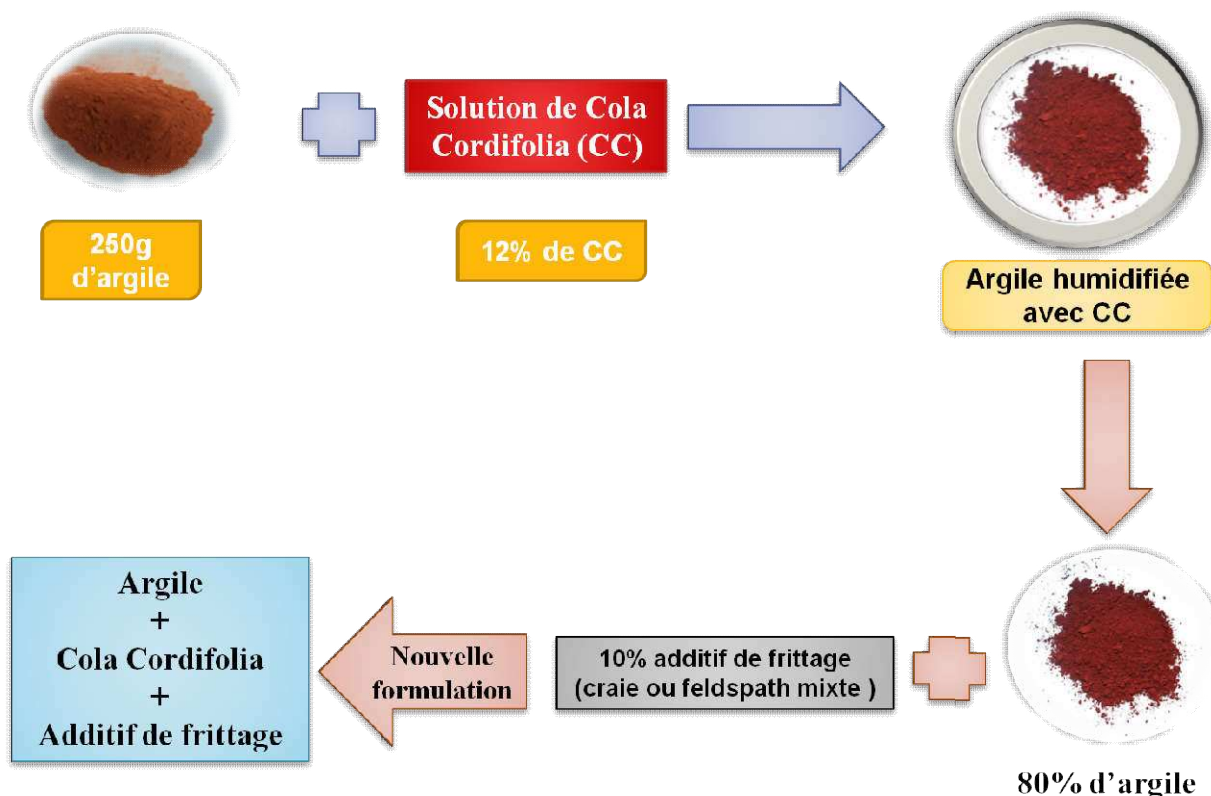 250g
d'argile
Solution de Cola
Cordifolia (CC)
12% de CC
Argile humidifiée
avec CC
80% d'argile
10% additif de frittage
(craie ou feldspath mixte )
Nouvelle
formulation
Argile
+
Cola Cordifolia
+
Additif de frittage